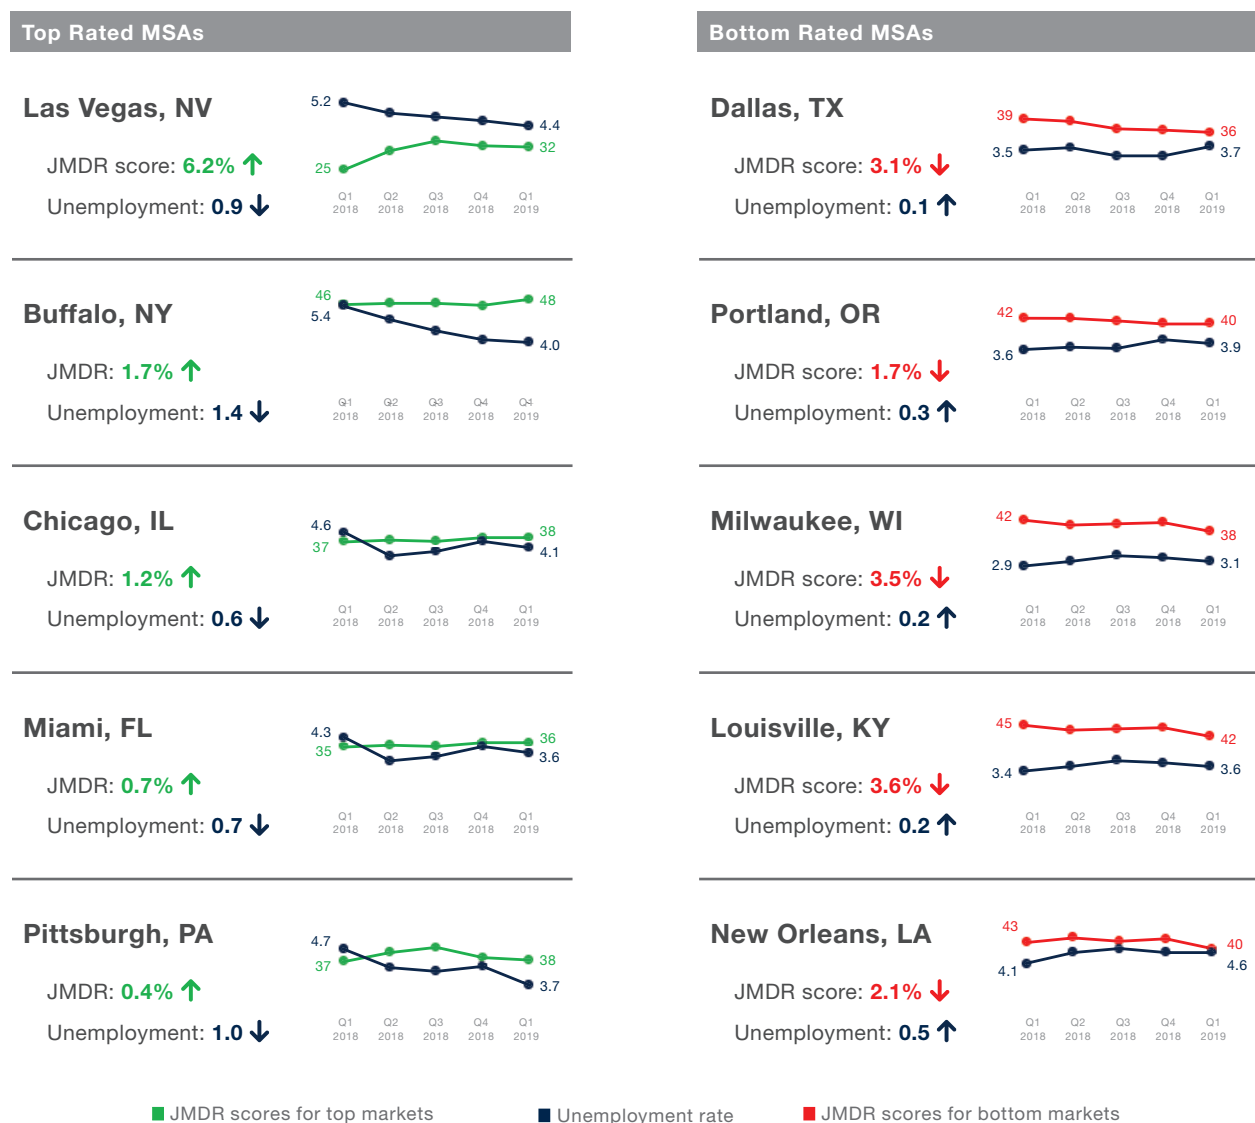 Top Rated MSAs
Las Vegas, NV
JMDR score: 6.2%
Unemployment: 0.9
5.2
4.4
25
32
Q1 Q2 Q3 Q4 Q1
2018 2018 2018 2018 2019
Buffalo, NY
JMDR: 1.7%
Unemployment: 1.4
46
48
5.4
4.0
Q1 Q2 Q3 Q4 Q4
2018 2018 2018 2018 2019
Chicago, IL
JMDR: 1.2%
Unemployment: 0.6
4.6
38
37
4.1
Q1 Q2 Q3 Q4 Q1
2018 2018 2018 2018 2019
Miami, FL
JMDR: 0.7%
Unemployment: 0.7
4.3
36
35
3.6
Q1 Q2 Q3 Q4 Q1
2018 2018 2018 2018 2019
Pittsburgh, PA
JMDR: 0.4%
Unemployment: 1.0
4.7
37
38
3.7
Q1 Q2 Q3 Q4 Q1
2018 2018 2018 2018 2019
Bottom Rated MSAs
Dallas, TX
JMDR score: 3.1%
Unemployment: 0.1
39
36
3.5
3.7
Q1 Q2 Q3 Q4 Q1
2018 2018 2018 2018 2019
Portland, OR
JMDR score: 1.7%
Unemployment: 0.3
42
40
3.6
3.9
Q1 Q2 Q3 Q4 Q1
2018 2018 2018 2018 2019
Milwaukee, WI
JMDR score: 3.5%
Unemployment: 0.2
42
38
2.9
3.1
Q1 Q2 Q3 Q4 Q1
2018 2018 2018 2018 2019
Louisville, KY
JMDR score: 3.6%
Unemployment: 0.2
45
42
3.4
3.6
Q1 Q2 Q3 Q4 Q1
2018 2018 2018 2018 2019
New Orleans, LA
JMDR score: 2.1%
Unemployment: 0.5
43
40
4.1
4.6
Q1 Q2 Q3 Q4 Q1
2018 2018 2018 2018 2019
JMDR scores for top markets
Unemployment rate
JMDR scores for bottom markets